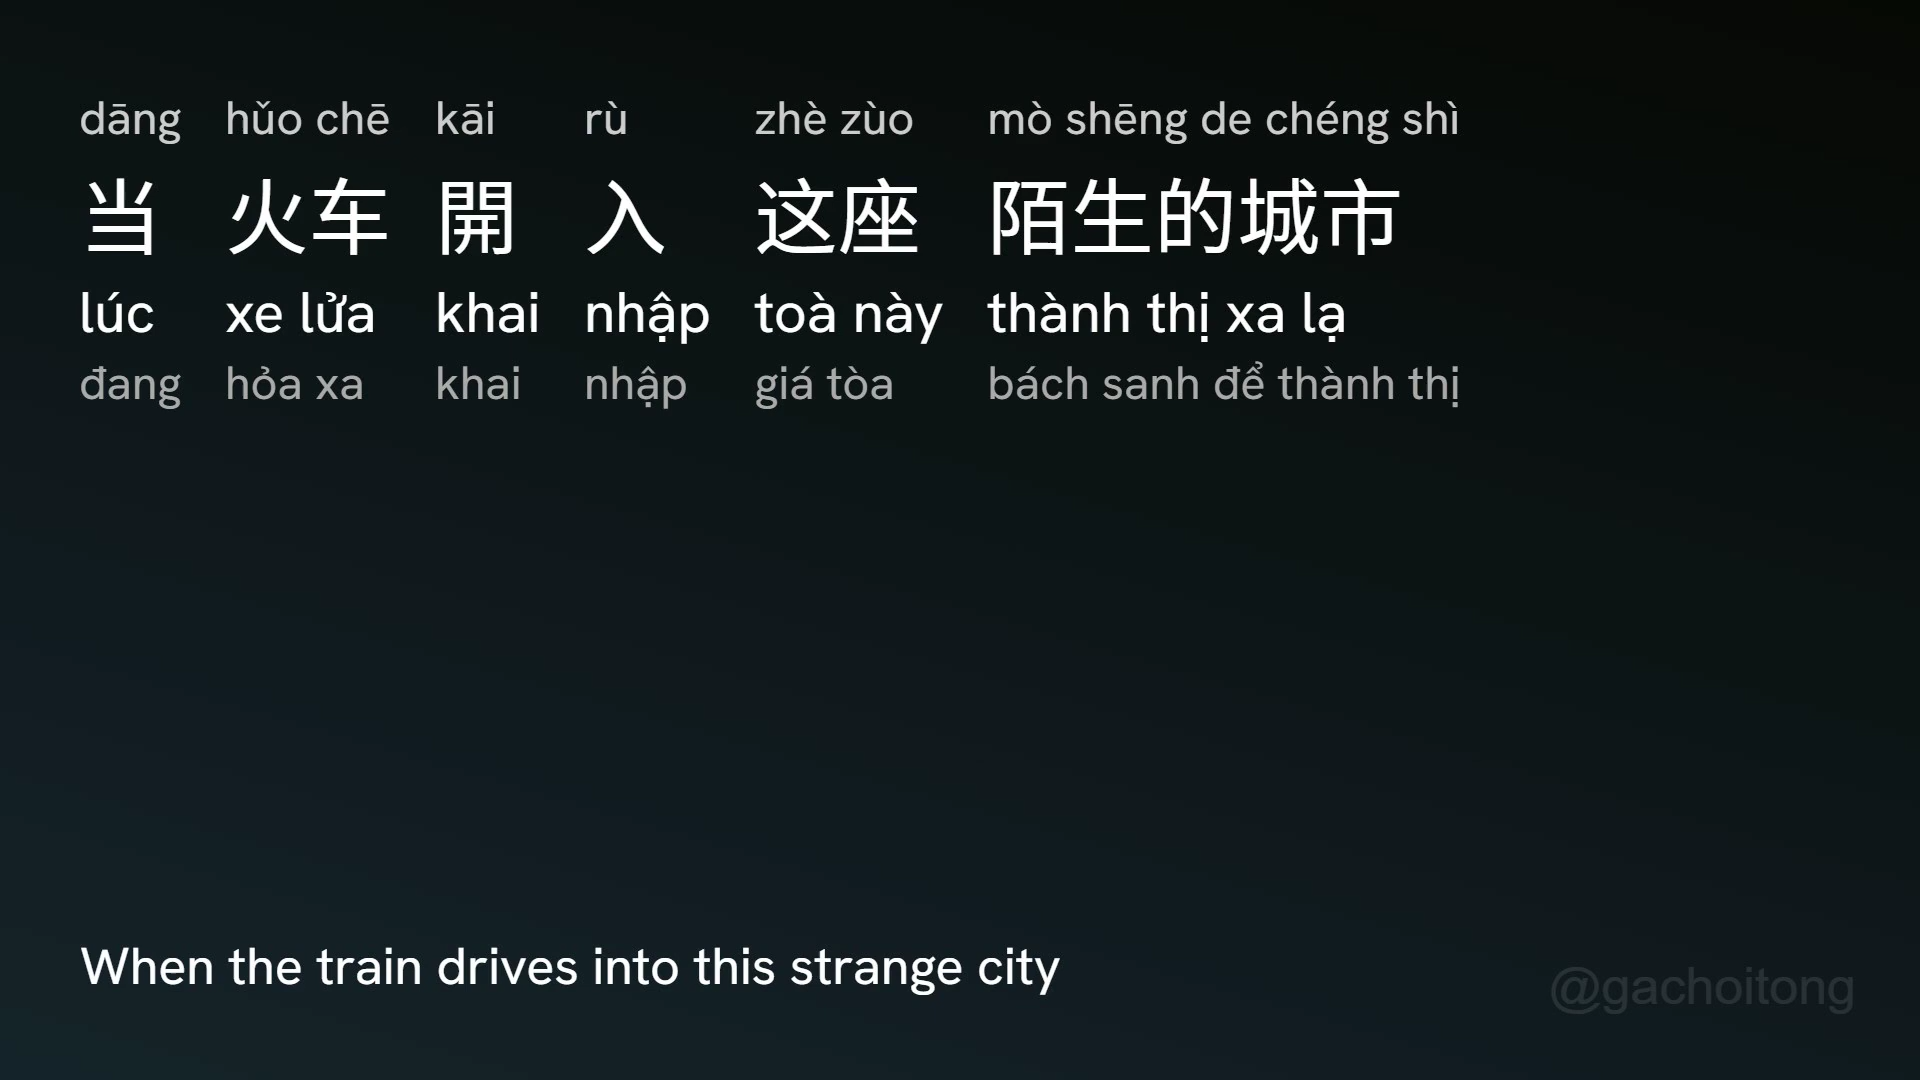 dāng hǔo chē kāi rù zhè zùo mò shēng de chéng shì
当 火车 開 入 这座 陌生的城市
lúc xe lửa khai nhập toà này thành thị xa lạ
đang hỏa xa khai nhập giá tòa bách sanh để thành thị
When the train drives into this strange city
@gachoitong